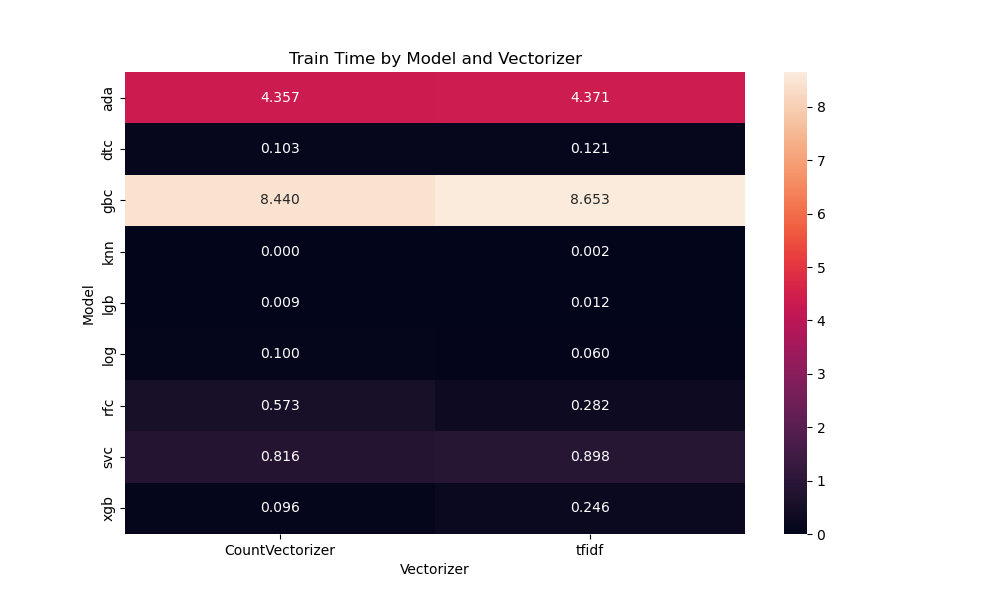 Train Time by Model and Vectorizer
ada 4.357 4.371
dtc 0.103 0.121
gbc 8.440 8.653
knn 0.000 0.002
lgb 0.009 0.012
log 0.100 0.060
rfc 0.573 0.282
svc 0.816 0.898
xgb 0.096 0.246
Model
CountVectorizer tfidf
Vectorizer
8
7
6
5
4
3
2
1
0